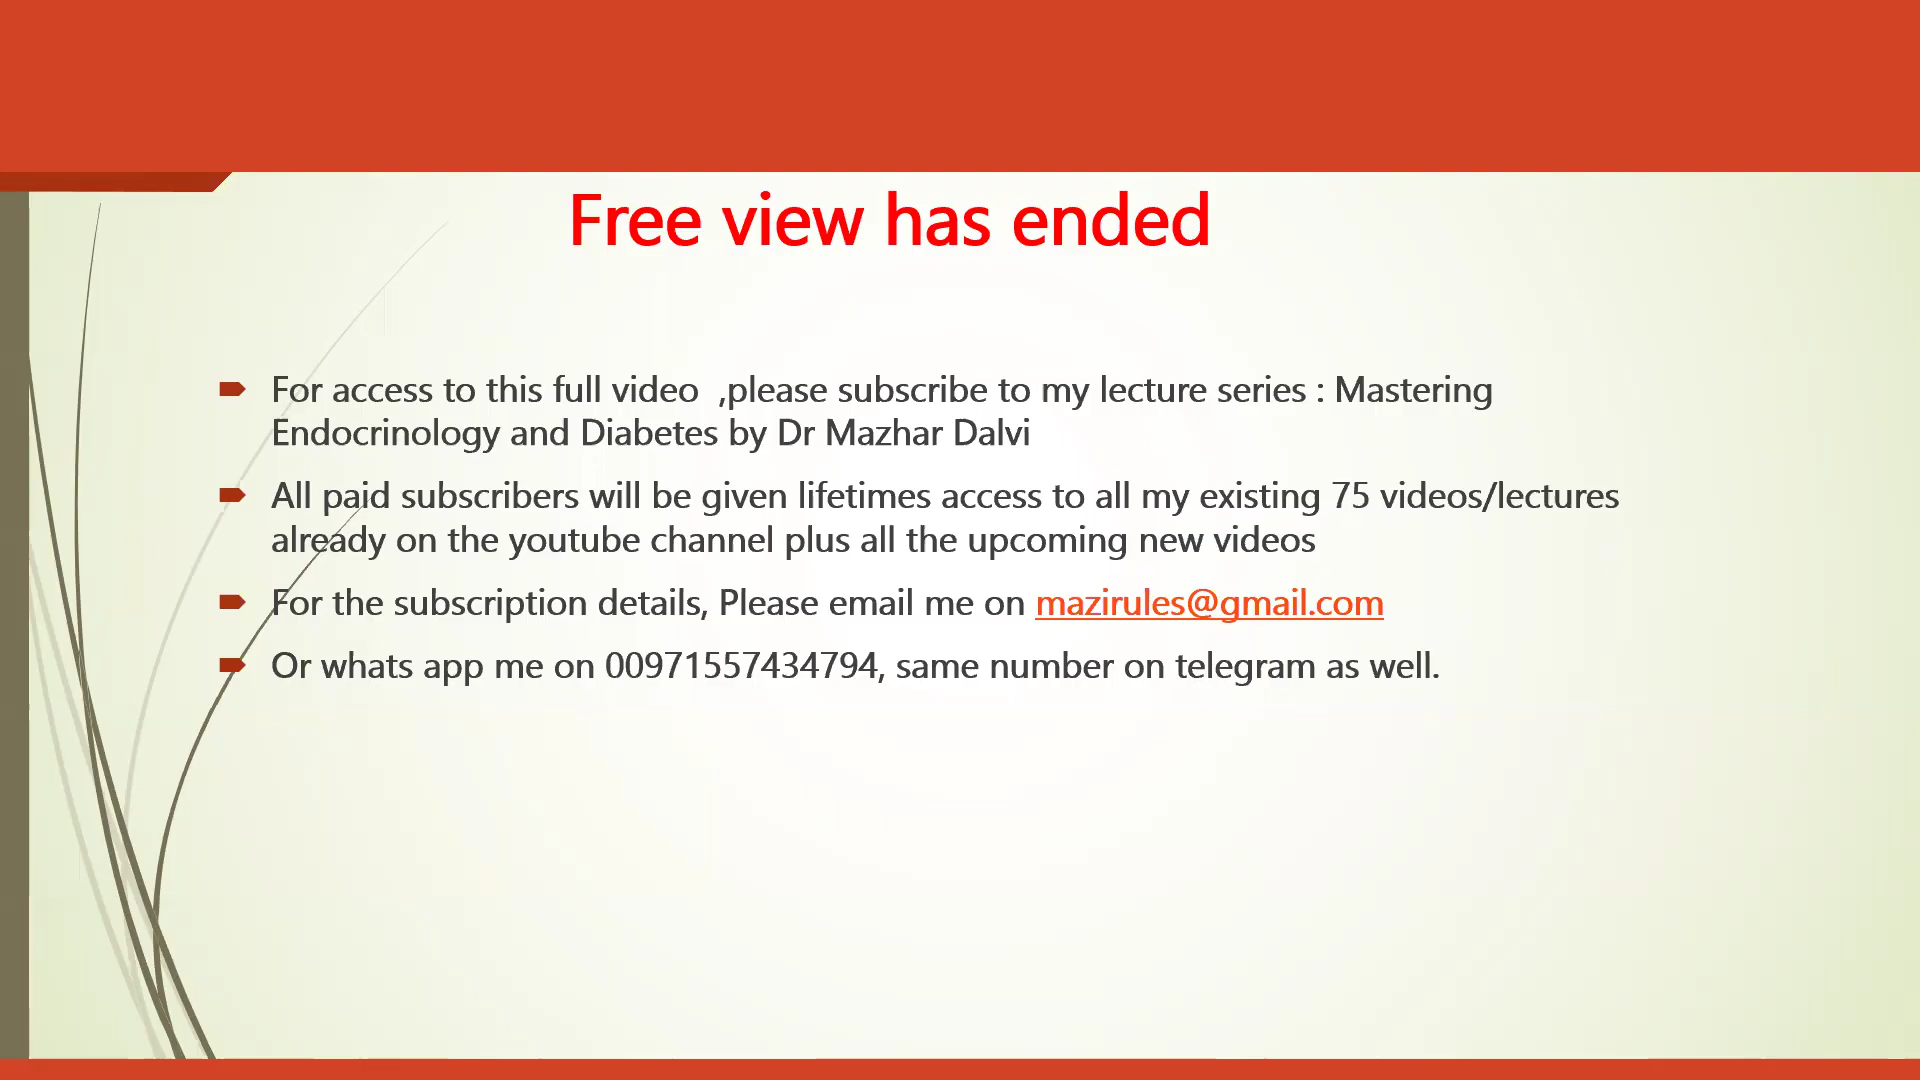 Free view has ended
For access to this full video  ,please subscribe to my lecture series : Mastering
Endocrinology and Diabetes by Dr Mazhar Dalvi
All paid subscribers will be given lifetimes access to all my existing 75 videos/lectures
already on the youtube channel plus all the upcoming new videos
For the subscription details, Please email me on mazirules@gmail.com
Or whats app me on 00971557434794, same number on telegram as well.